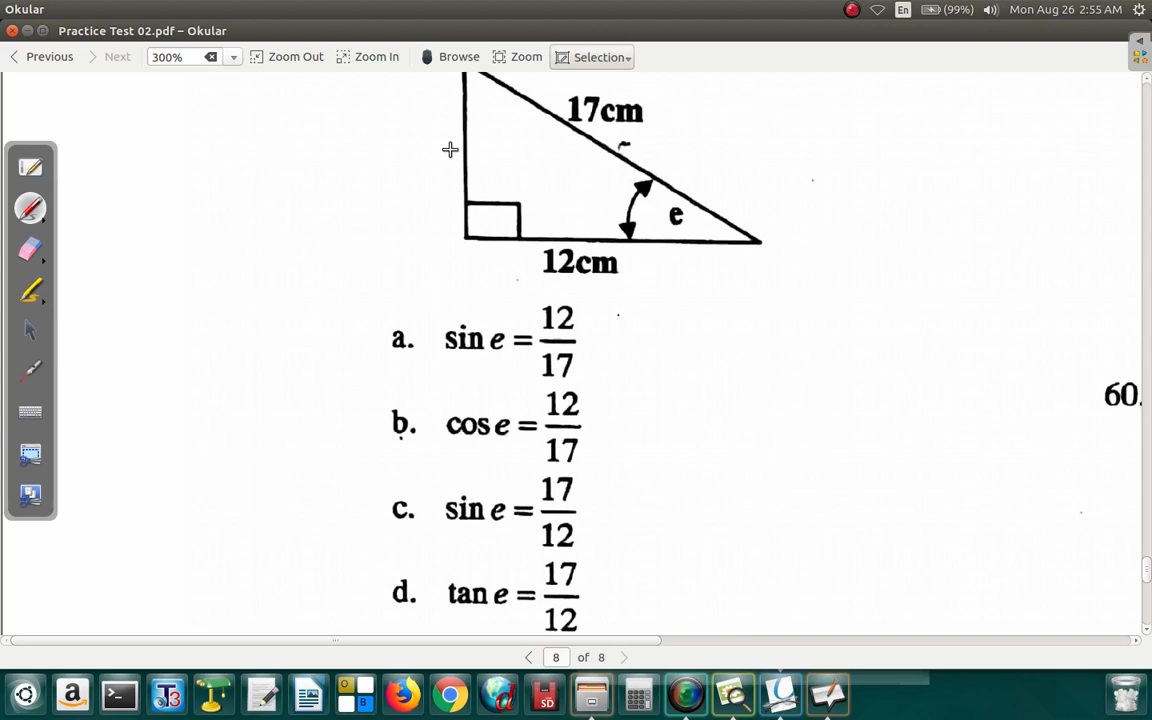 Okular
En
(99%)
Mon Aug 26 2:55 AM
Practice Test 02.pdf – Okular
Previous
Next
300%
Zoom Out
Zoom In
Browse
Zoom
Selection
17cm
e
12cm
a. sin e = 12/17
b. cos e = 12/17
60.
c. sin e = 17/12
d. tan e = 17/12
8 of 8